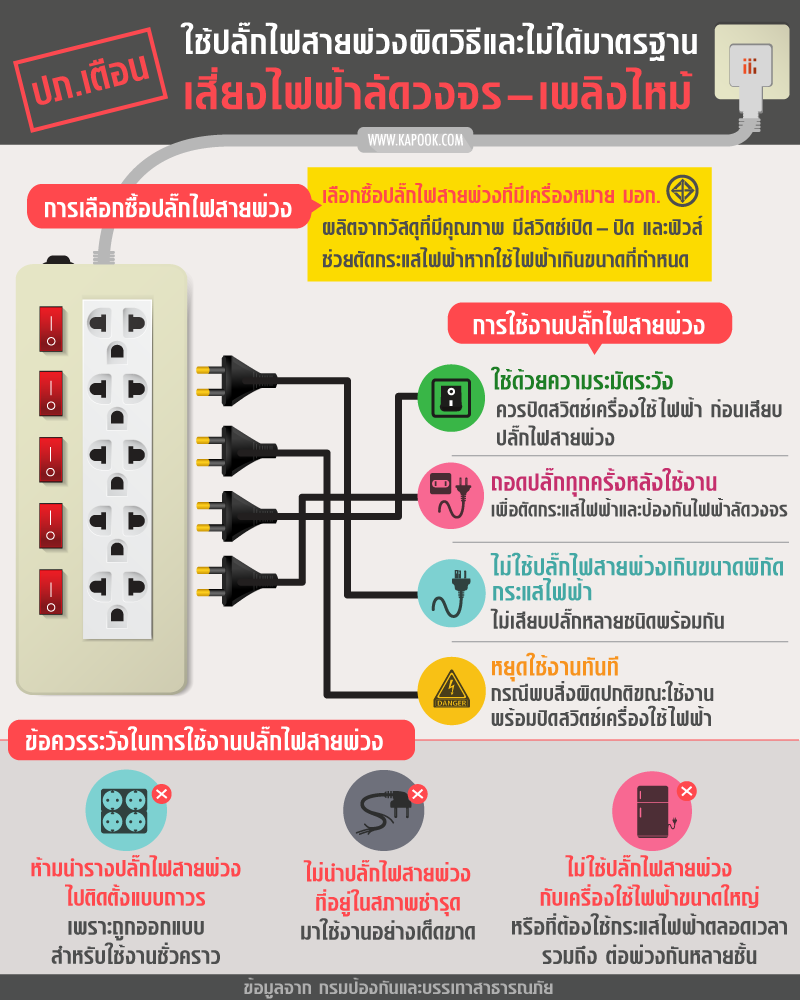 ปภ.เตือน
ใช้ปลั๊กไฟสายพ่วงผิดวิธีและไม่ได้มาตรฐาน
เสี่ยงไฟฟ้าลัดวงจร – เพลิงไหม้
WWW.KAPOOK.COM
การเลือกซื้อปลั๊กไฟสายพ่วง
เลือกซื้อปลั๊กไฟสายพ่วงที่มีเครื่องหมาย มอก.
ผลิตจากวัสดุที่มีคุณภาพ มีสวิตช์เปิด – ปิด และฟิวส์
ช่วยตัดกระแสไฟฟ้าหากใช้ไฟฟ้าเกินขนาดที่กำหนด
การใช้งานปลั๊กไฟสายพ่วง
ใช้ด้วยความระมัดระวัง
ควรปิดสวิตช์เครื่องใช้ไฟฟ้า ก่อนเสียบ
ปลั๊กไฟสายพ่วง
ถอดปลั๊กทุกครั้งหลังใช้งาน
เพื่อตัดกระแสไฟฟ้าและป้องกันไฟฟ้าลัดวงจร
ไม่ใช้ปลั๊กไฟสายพ่วงเกินขนาดพิกัด
กระแสไฟฟ้า
ไม่เสียบปลั๊กหลายชนิดพร้อมกัน
DANGER
หยุดใช้งานทันที
กรณีพบสิ่งผิดปกติขณะใช้งาน
พร้อมปิดสวิตช์เครื่องใช้ไฟฟ้า
ข้อควรระวังในการใช้งานปลั๊กไฟสายพ่วง
ห้ามนำรางปลั๊กไฟสายพ่วง
ไปติดตั้งแบบถาวร
เพราะถูกออกแบบ
สำหรับใช้งานชั่วคราว
ไม่นำปลั๊กไฟสายพ่วง
ที่อยู่ในสภาพชำรุด
มาใช้งานอย่างเด็ดขาด
ไม่ใช้ปลั๊กไฟสายพ่วง
กับเครื่องใช้ไฟฟ้าขนาดใหญ่
หรือที่ต้องใช้กระแสไฟฟ้าตลอดเวลา
รวมถึง ต่อพ่วงกันหลายชั้น
ข้อมูลจาก กรมป้องกันและบรรเทาสาธารณภัย